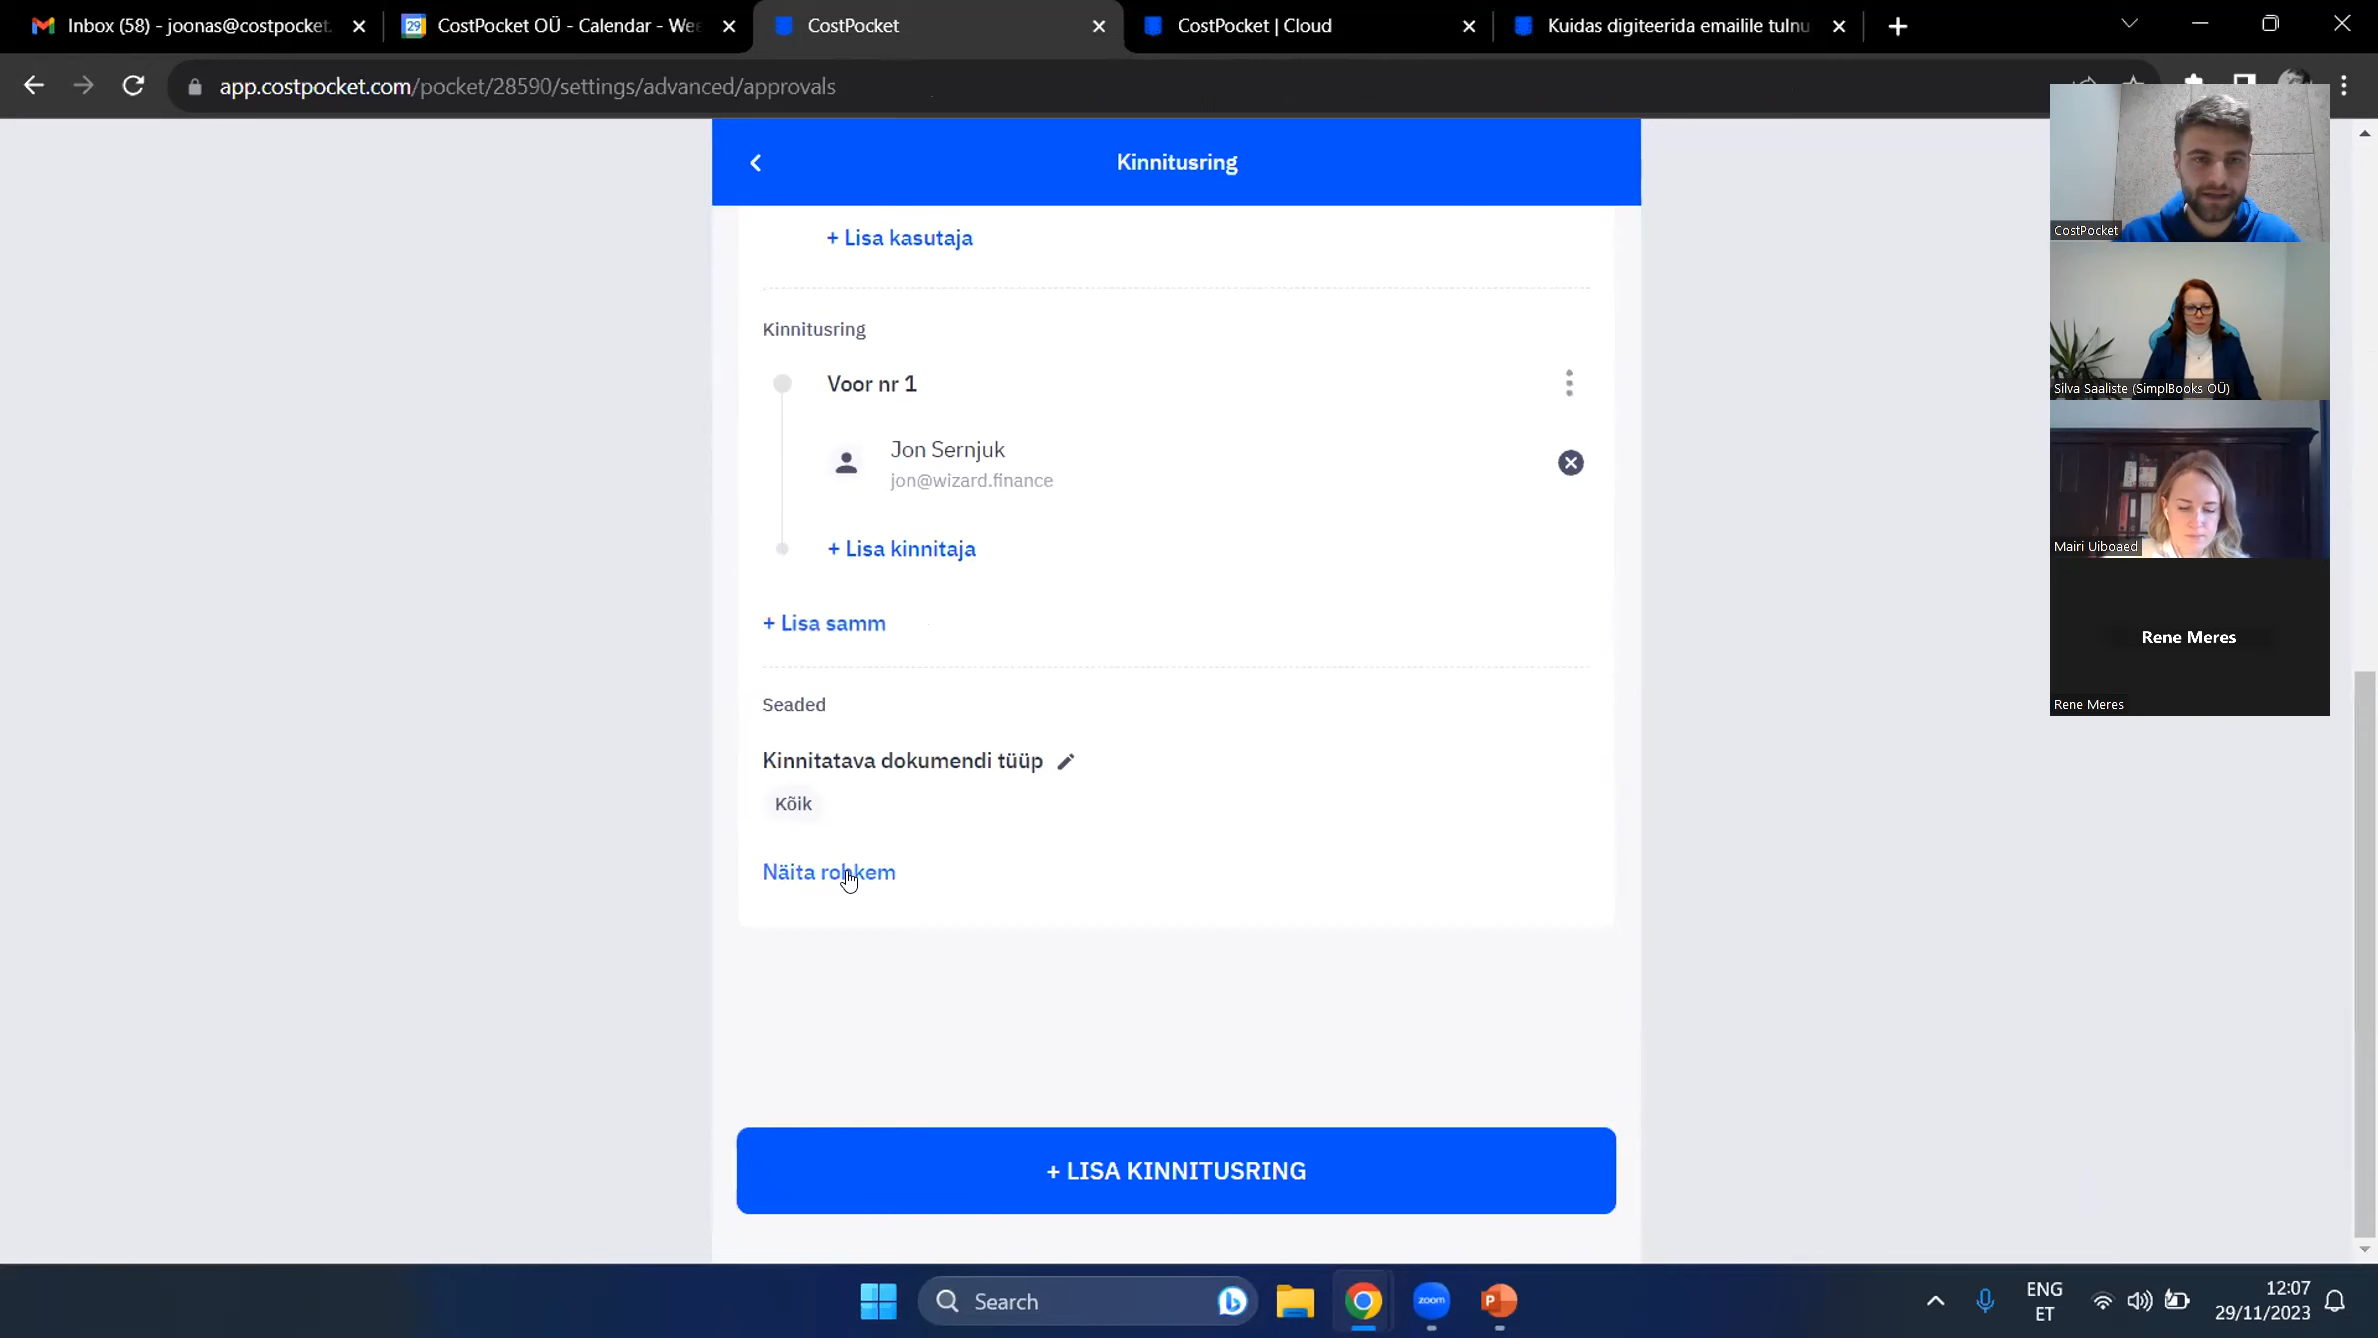 Inbox (58) - joonas@costpocket.
CostPocket OÜ - Calendar - Wee
CostPocket
CostPocket | Cloud
Kuidas digiteerida emailile tulnu
app.costpocket.com/pocket/28590/settings/advanced/approvals
Kinnitusring
+ Lisa kasutaja
Kinnitusring
Voor nr 1
Jon Sernjuk
jon@wizard.finance
+ Lisa kinnitaja
+ Lisa samm
Seaded
Kinnitatava dokumendi tüüp
Kõik
Näita rohkem
+ LISA KINNITUSRING
CostPocket
Silva Saaliste (SimplBooks OÜ)
Mairi Uiboaed
Rene Meres
Rene Meres
Search
zoom
ENG
ET
12:07
29/11/2023